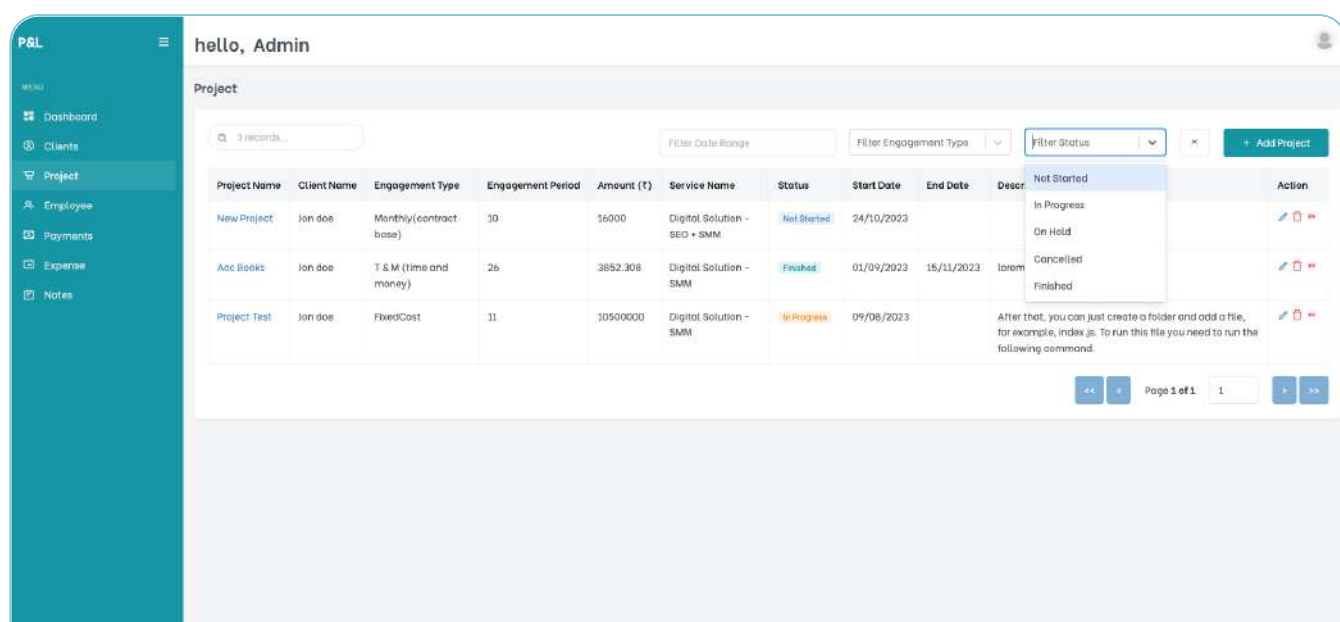 P&L
hello, Admin
MENU
Dashboard
Clients
Project
Employee
Payments
Expense
Notes
Project
3 records...
Filter Date Range
Filter Engagement Type
Filter Status
+ Add Project
Not Started
In Progress
On Hold
Cancelled
Finished
Project Name Client Name Engagement Type Engagement Period Amount (₹) Service Name Status Start Date End Date Descr Action
New Project Jon doe Monthly(contract base) 10 16000 Digital Solution - SEO + SMM Not Started 24/10/2023
Adc Books Jon doe T & M (time and money) 26 3852.308 Digital Solution - SMM Finished 01/09/2023 15/11/2023 lorem
Project Test Jon doe FixedCost 11 10500000 Digital Solution - SMM In Progress 09/08/2023 After that, you can just create a folder and add a file,
for example, index.js. To run this file you need to run the
following command.
<< < Page 1 of 1 1 > >>